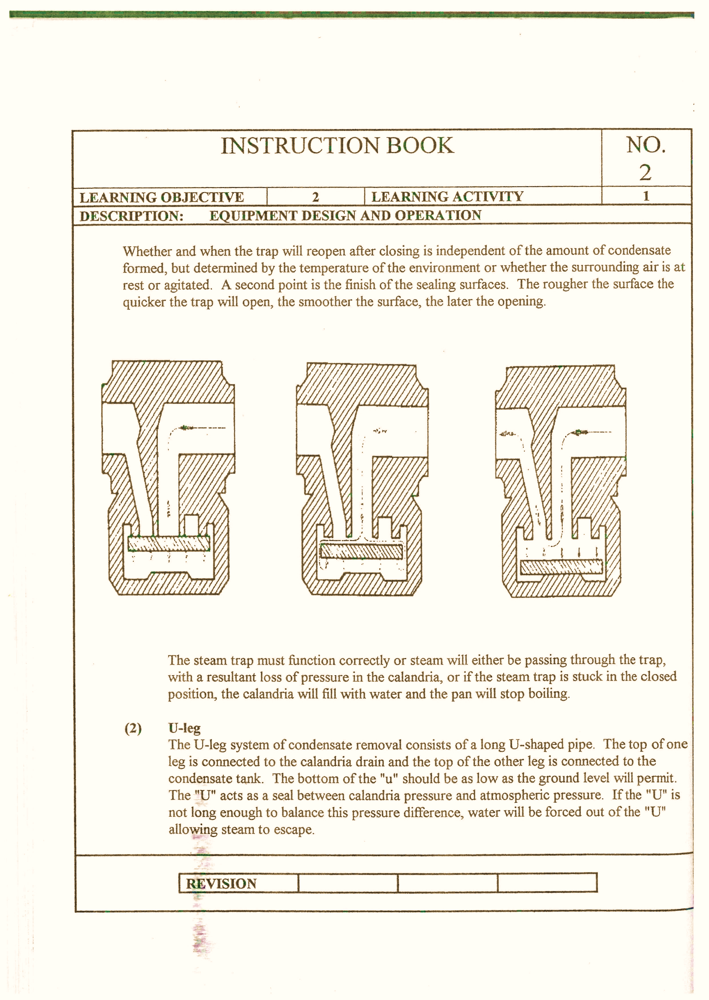 INSTRUCTION BOOK
NO.
2
LEARNING OBJECTIVE 2 LEARNING ACTIVITY 1
DESCRIPTION: EQUIPMENT DESIGN AND OPERATION
Whether and when the trap will reopen after closing is independent of the amount of condensate
formed, but determined by the temperature of the environment or whether the surrounding air is at
rest or agitated. A second point is the finish of the sealing surfaces. The rougher the surface the
quicker the trap will open, the smoother the surface, the later the opening.
The steam trap must function correctly or steam will either be passing through the trap,
with a resultant loss of pressure in the calandria, or if the steam trap is stuck in the closed
position, the calandria will fill with water and the pan will stop boiling.
(2) U-leg
The U-leg system of condensate removal consists of a long U-shaped pipe. The top of one
leg is connected to the calandria drain and the top of the other leg is connected to the
condensate tank. The bottom of the "u" should be as low as the ground level will permit.
The "U" acts as a seal between calandria pressure and atmospheric pressure. If the "U" is
not long enough to balance this pressure difference, water will be forced out of the "U"
allowing steam to escape.
REVISION